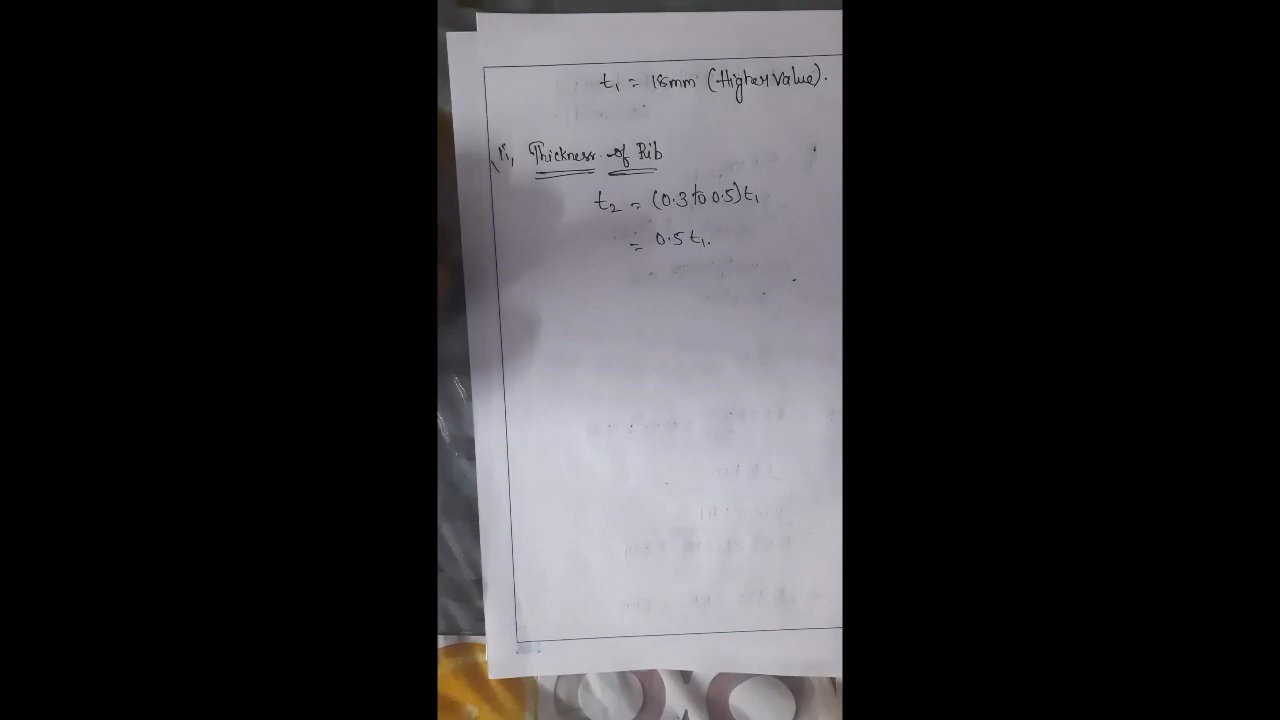 t₁ = 18mm (Higher value).
ii, Thickness of Rib
t₂ = (0.3 to 0.5)t₁
= 0.5 t₁.